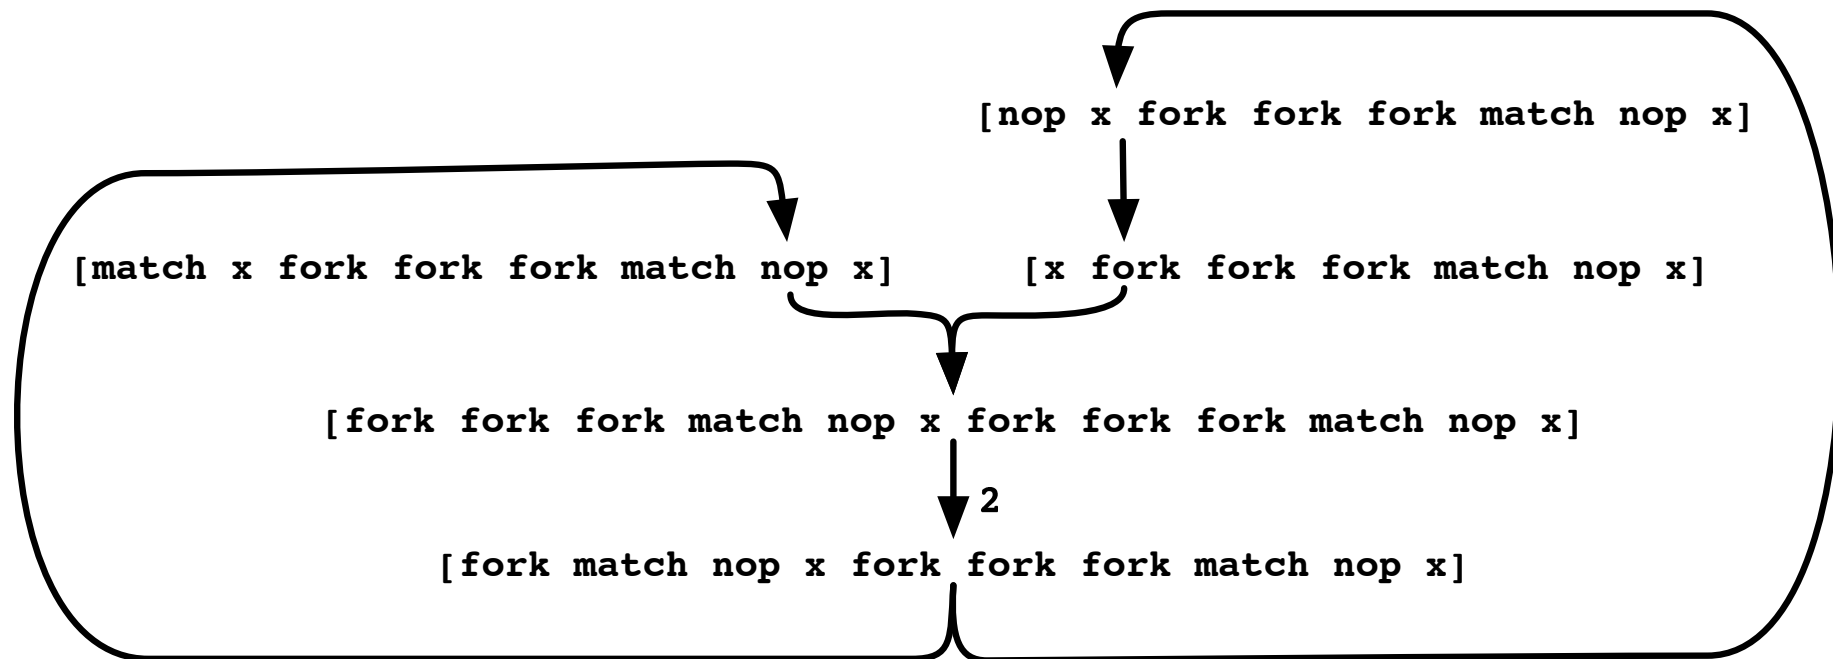 [nop x fork fork fork match nop x]
[match x fork fork fork match nop x]
[x fork fork fork match nop x]
[fork fork fork match nop x fork fork fork match nop x]
2
[fork match nop x fork fork fork match nop x]